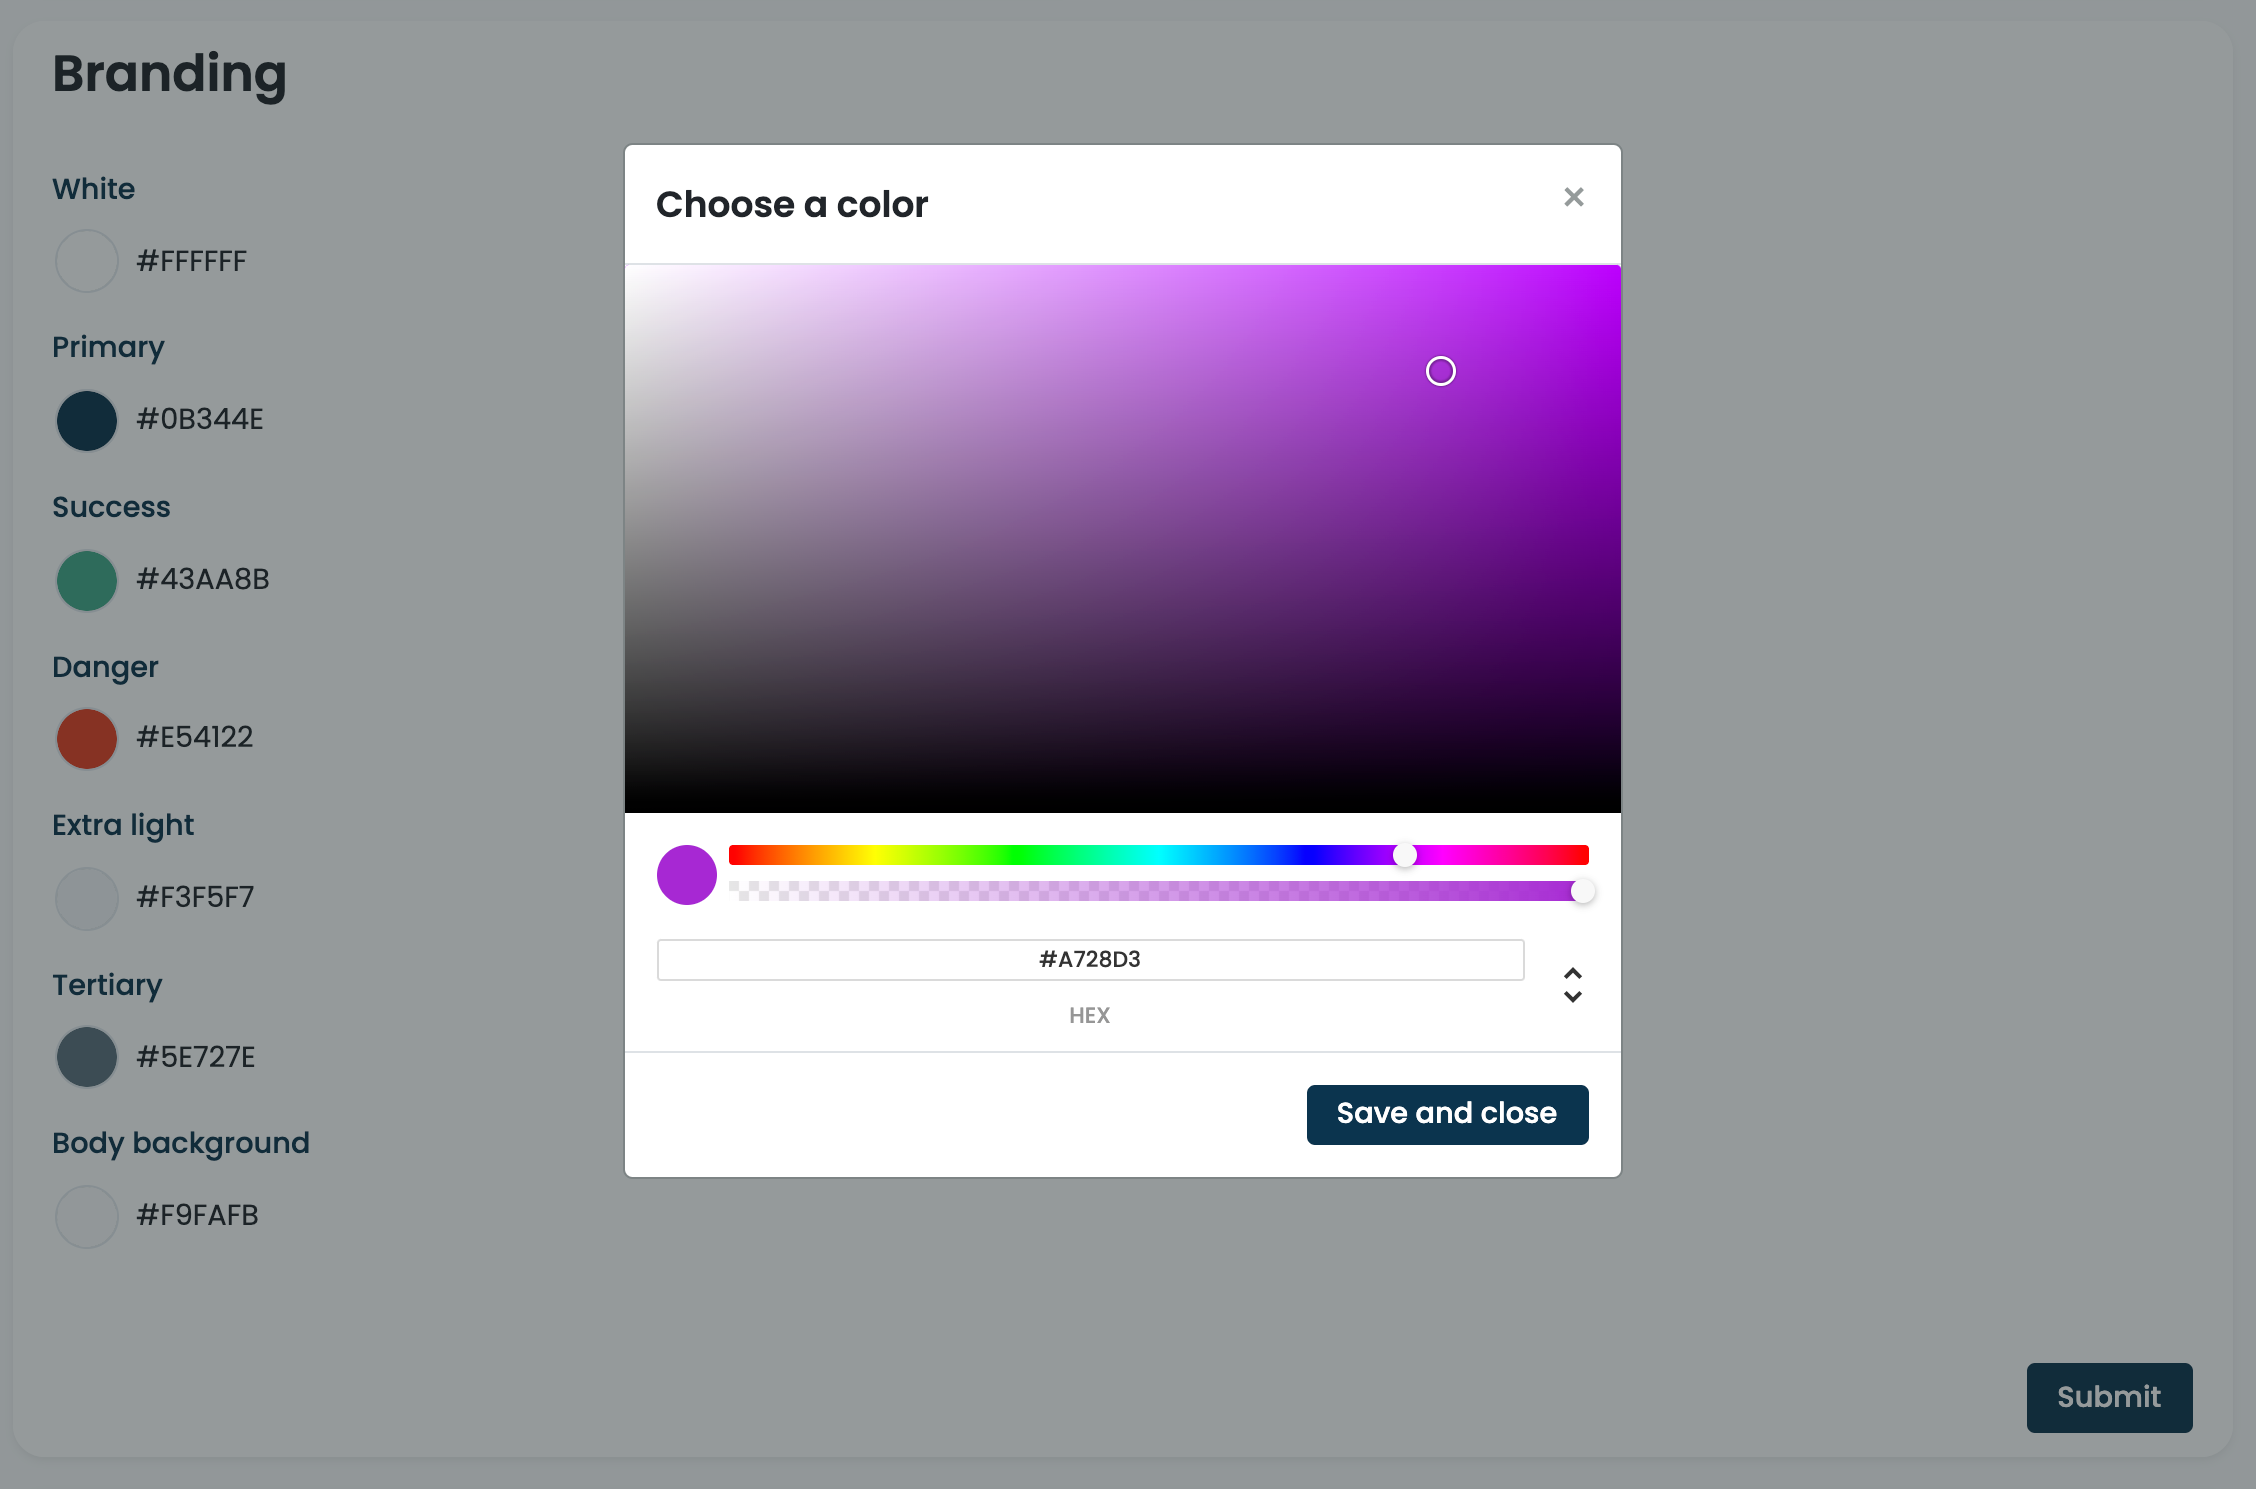 Branding
White
#FFFFFF
Primary
#0B344E
Success
#43AA8B
Danger
#E54122
Extra light
#F3F5F7
Tertiary
#5E727E
Body background
#F9FAFB
Choose a color
×
#A728D3
HEX
Save and close
Submit